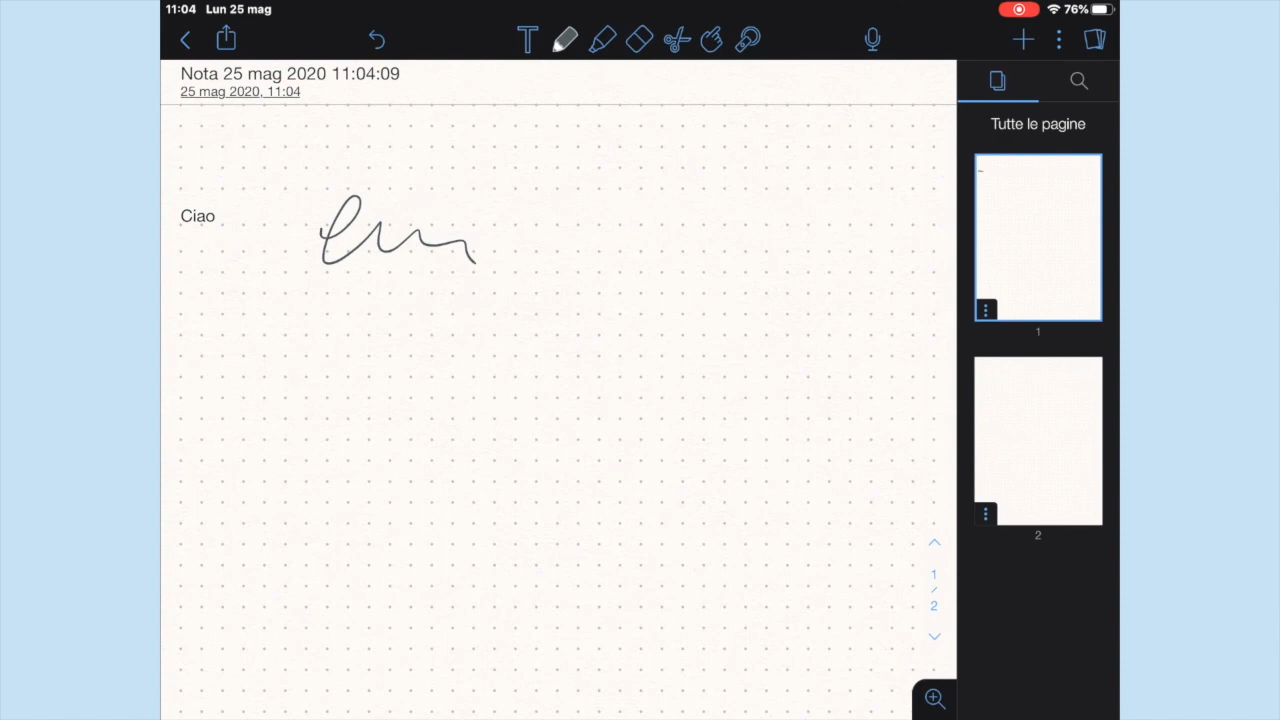 11:04 Lun 25 mag 76%
T
Nota 25 mag 2020 11:04:09
25 mag 2020, 11:04
Tutte le pagine
Ciao
1
1
/
2
2